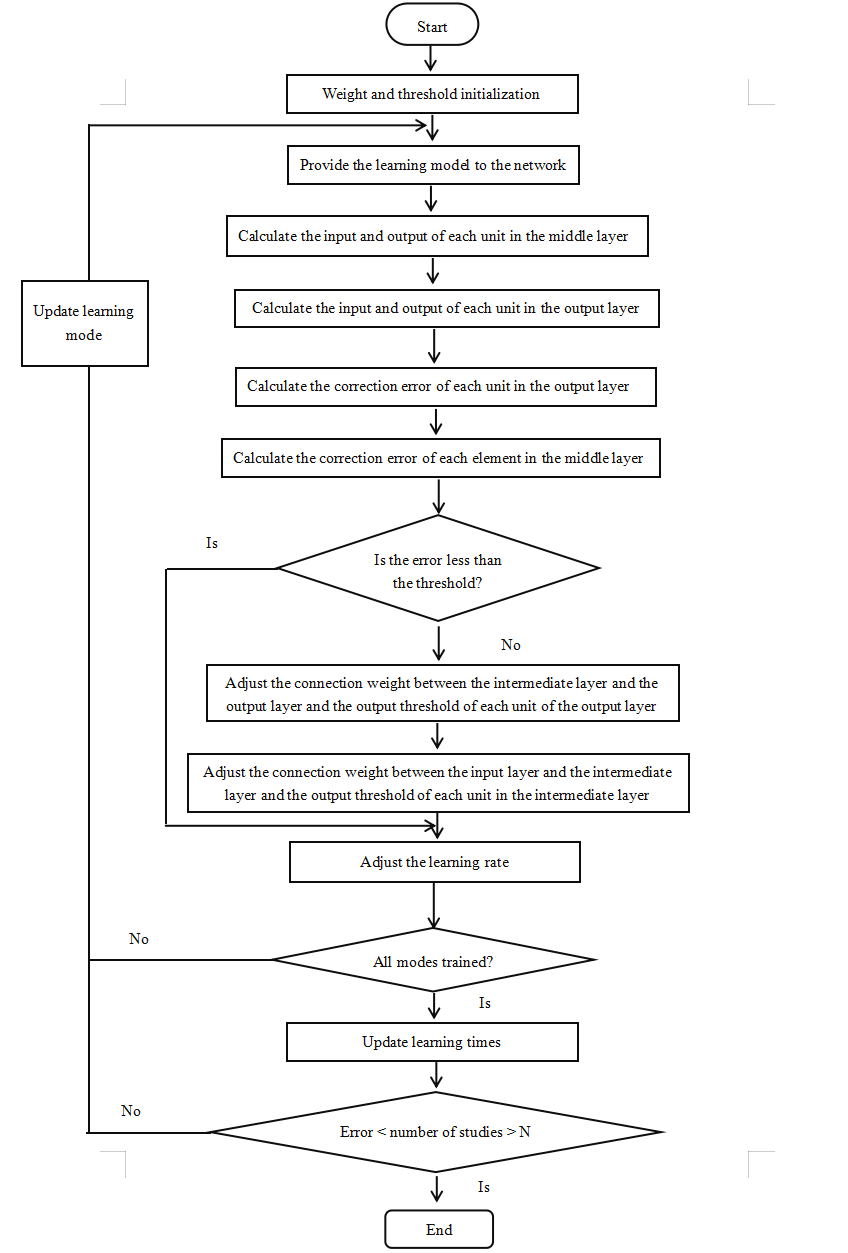 Start
Weight and threshold initialization
Provide the learning model to the network
Calculate the input and output of each unit in the middle layer
Update learning
mode
Calculate the input and output of each unit in the output layer
Calculate the correction error of each unit in the output layer
Calculate the correction error of each element in the middle layer
Is
Is the error less than
the threshold?
No
Adjust the connection weight between the intermediate layer and the
output layer and the output threshold of each unit of the output layer
Adjust the connection weight between the input layer and the intermediate
layer and the output threshold of each unit in the intermediate layer
Adjust the learning rate
No
All modes trained?
Is
Update learning times
No
Error < number of studies > N
Is
End